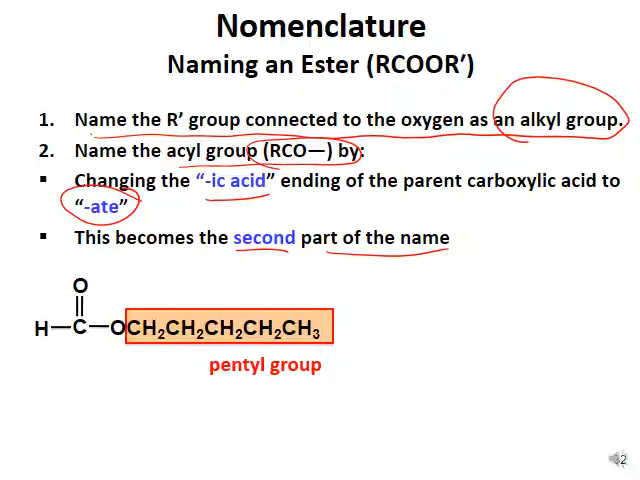 Nomenclature
Naming an Ester (RCOOR’)
1. Name the R’ group connected to the oxygen as an alkyl group.
2. Name the acyl group (RCO—) by:
▪ Changing the “-ic acid” ending of the parent carboxylic acid to
“-ate”
▪ This becomes the second part of the name
O
H—C—OCH₂CH₂CH₂CH₂CH₃
pentyl group
2